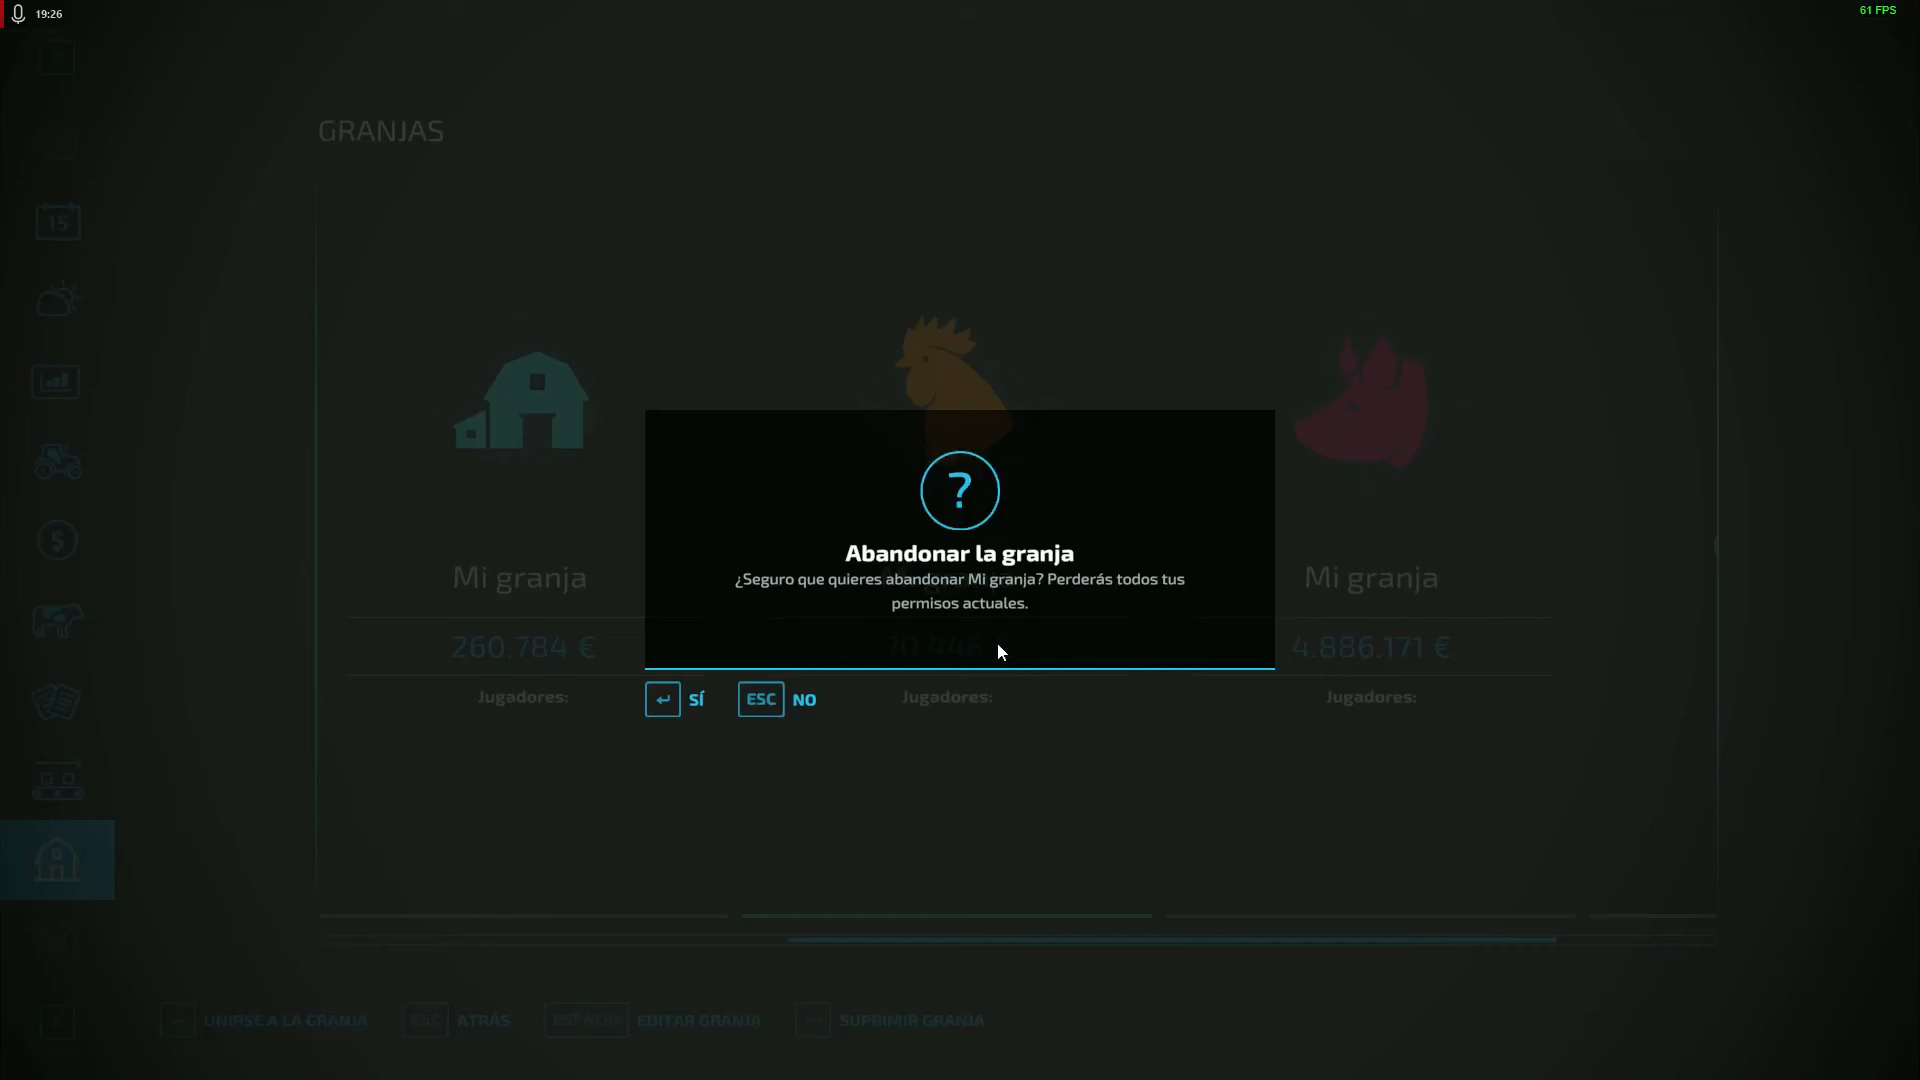 19:26
61 FPS
GRANJAS
15
?
Abandonar la granja
¿Seguro que quieres abandonar Mi granja? Perderás todos tus
permisos actuales.
Mi granja
Mi granja
260.784 €
4.886.171 €
SÍ
ESC NO
Jugadores:
Jugadores:
Jugadores:
UNIRSE A LA GRANJA
ESC ATRÁS
ESPACIO EDITAR GRANJA
SUPRIMIR GRANJA